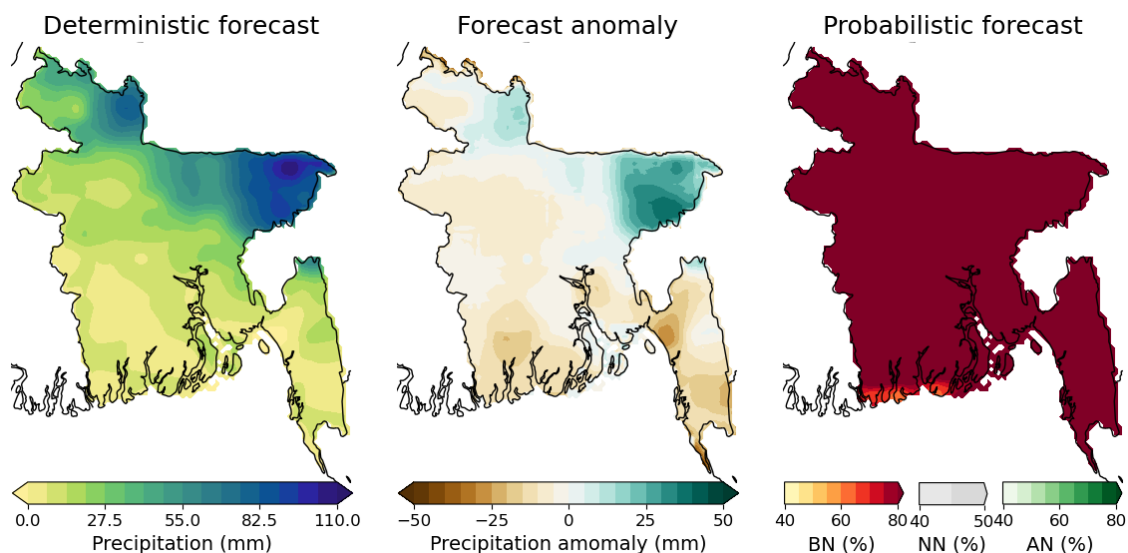 Deterministic forecast
Forecast anomaly
Probabilistic forecast
0.0 27.5 55.0 82.5 110.0
Precipitation (mm)
−50 −25 0 25 50
Precipitation amomaly (mm)
40 60 80
BN (%)
40 50
NN (%)
40 60 80
AN (%)